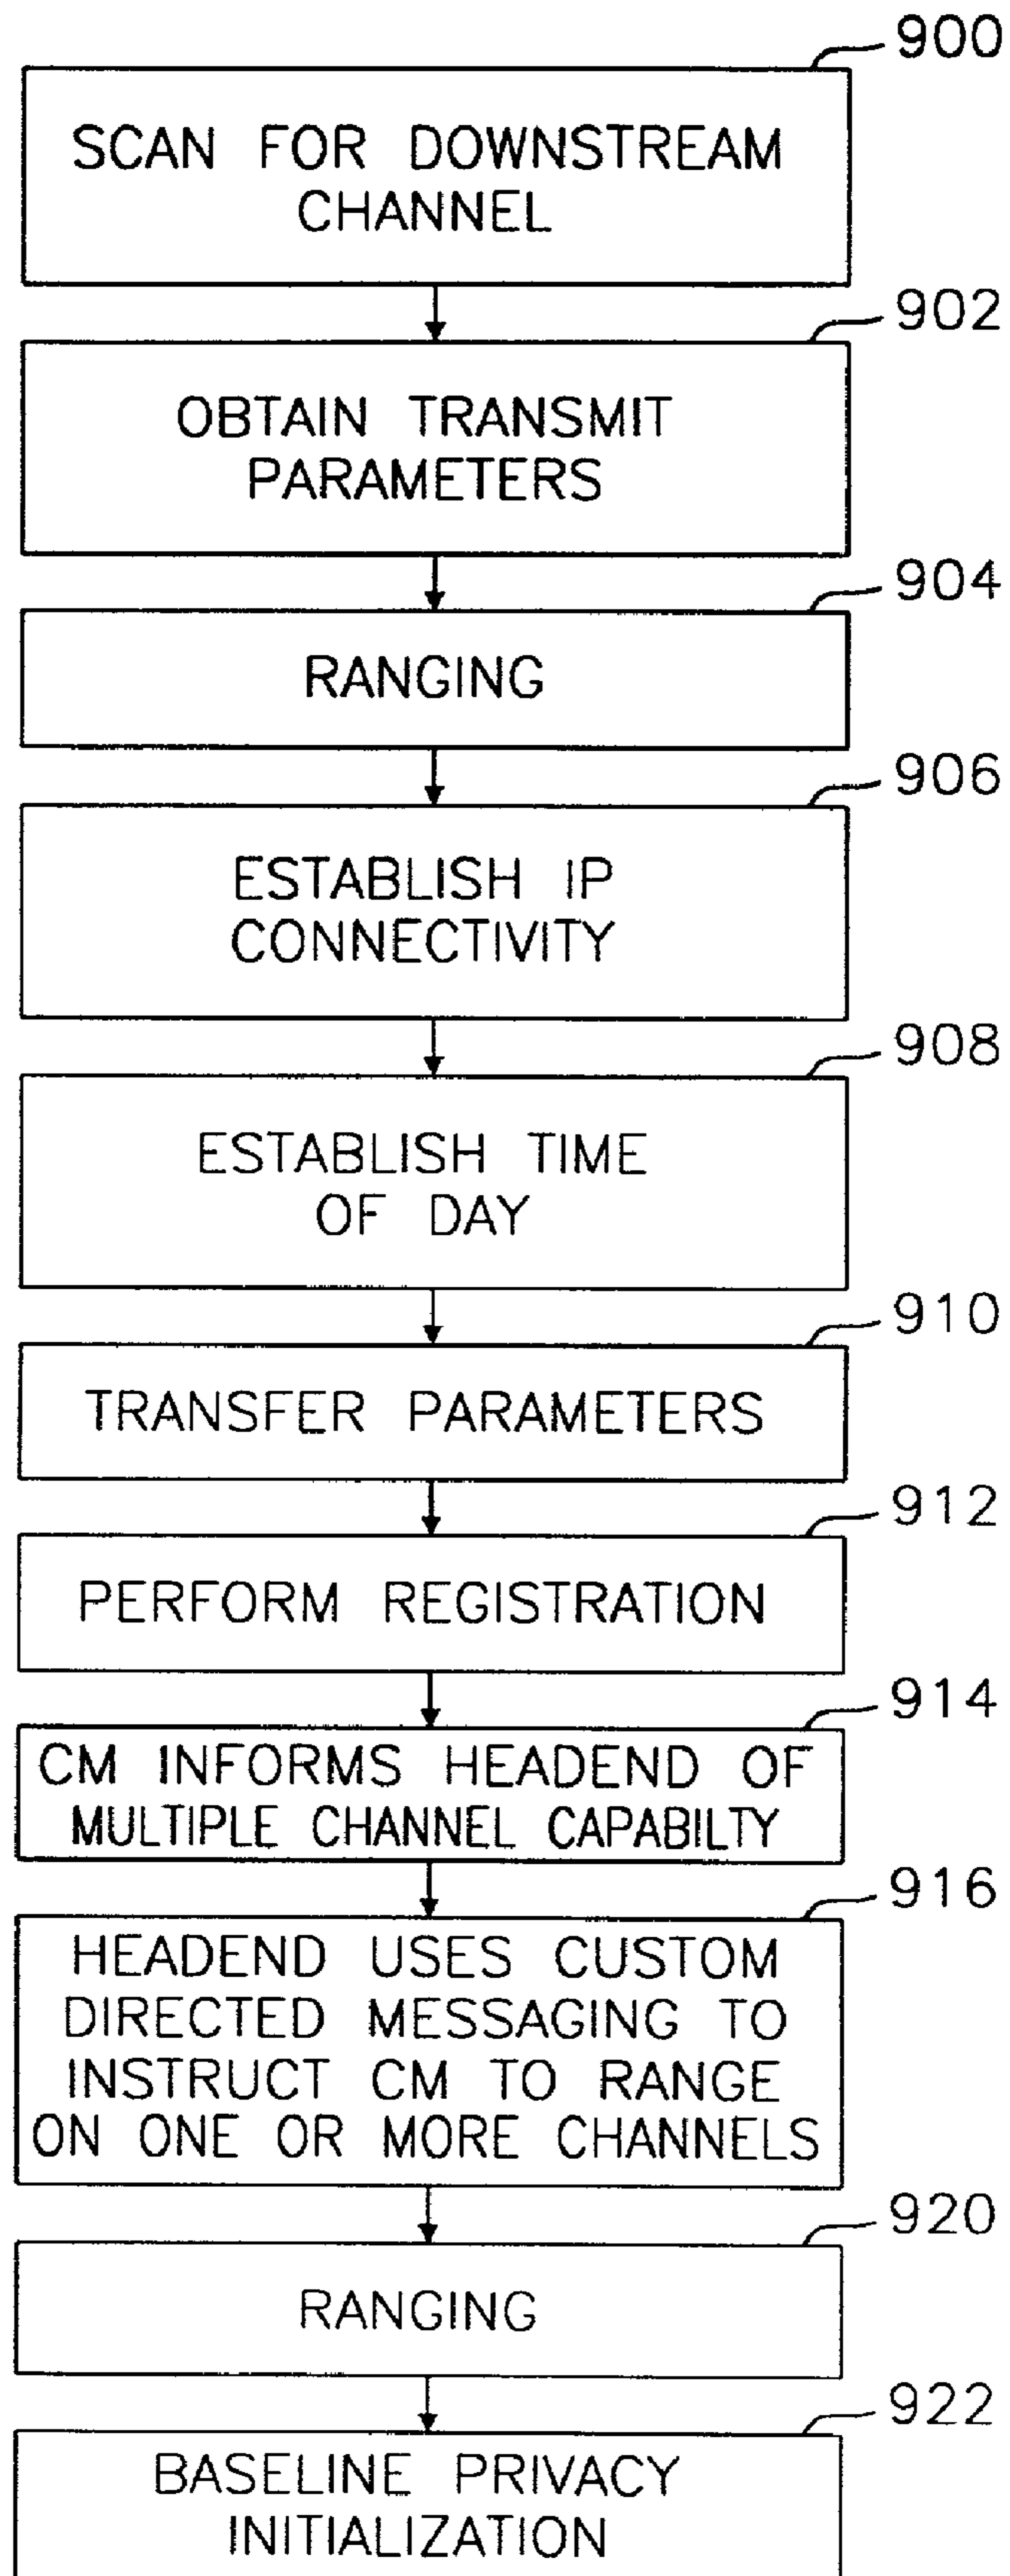 900
SCAN FOR DOWNSTREAM
CHANNEL
902
OBTAIN TRANSMIT
PARAMETERS
904
RANGING
906
ESTABLISH IP
CONNECTIVITY
908
ESTABLISH TIME
OF DAY
910
TRANSFER PARAMETERS
912
PERFORM REGISTRATION
914
CM INFORMS HEADEND OF
MULTIPLE CHANNEL CAPABILTY
916
HEADEND USES CUSTOM
DIRECTED MESSAGING TO
INSTRUCT CM TO RANGE
ON ONE OR MORE CHANNELS
920
RANGING
922
BASELINE PRIVACY
INITIALIZATION